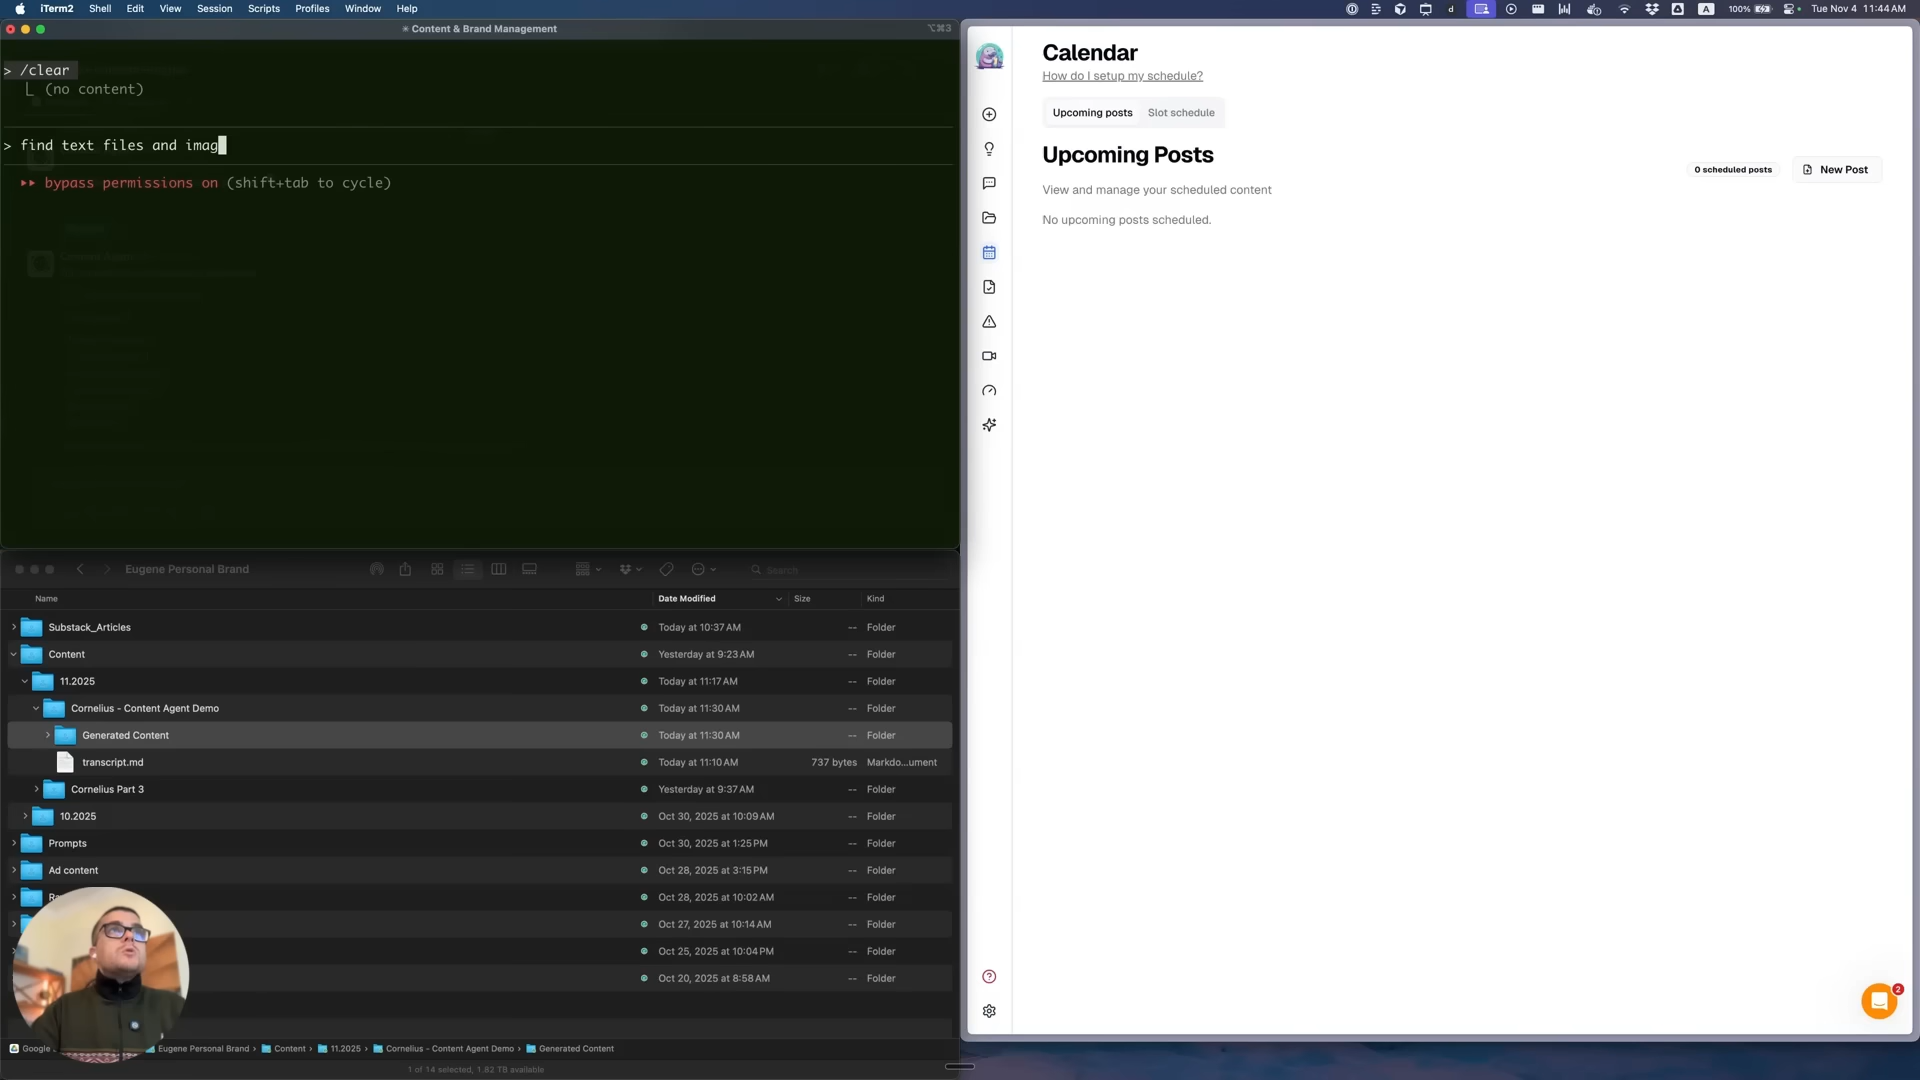 iTerm2 Shell Edit View Session Scripts Profiles Window Help
100% Tue Nov 4 11:44 AM
Content & Brand Management
⌥⌘3
> /clear
(no content)
> find text files and imag
bypass permissions on (shift+tab to cycle)
Eugene Personal Brand
Search
Name Date Modified Size Kind
Substack_Articles Today at 10:37 AM -- Folder
Content Yesterday at 9:23 AM -- Folder
11.2025 Today at 11:17 AM -- Folder
Cornelius - Content Agent Demo Today at 11:30 AM -- Folder
Generated Content Today at 11:30 AM -- Folder
transcript.md Today at 11:10 AM 737 bytes Markdo...ument
Cornelius Part 3 Yesterday at 9:37 AM -- Folder
10.2025 Oct 30, 2025 at 10:09 AM -- Folder
Prompts Oct 30, 2025 at 1:25 PM -- Folder
Ad content Oct 28, 2025 at 3:15 PM -- Folder
Oct 28, 2025 at 10:02 AM -- Folder
Oct 27, 2025 at 10:14 AM -- Folder
Oct 25, 2025 at 10:04 PM -- Folder
Oct 20, 2025 at 8:58 AM -- Folder
Google Eugene Personal Brand › Content › 11.2025 › Cornelius - Content Agent Demo › Generated Content
1 of 14 selected, 1.82 TB available
Calendar
How do I setup my schedule?
Upcoming posts Slot schedule
Upcoming Posts
0 scheduled posts New Post
View and manage your scheduled content
No upcoming posts scheduled.
2